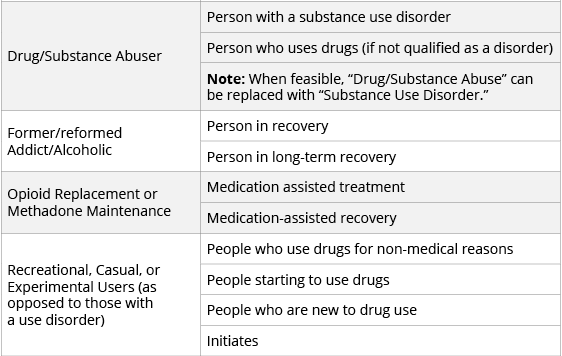 Drug/Substance Abuser
Person with a substance use disorder
Person who uses drugs (if not qualified as a disorder)
Note: When feasible, “Drug/Substance Abuse” can
be replaced with “Substance Use Disorder.”
Former/reformed
Addict/Alcoholic
Person in recovery
Person in long-term recovery
Opioid Replacement or
Methadone Maintenance
Medication assisted treatment
Medication-assisted recovery
Recreational, Casual, or
Experimental Users (as
opposed to those with
a use disorder)
People who use drugs for non-medical reasons
People starting to use drugs
People who are new to drug use
Initiates